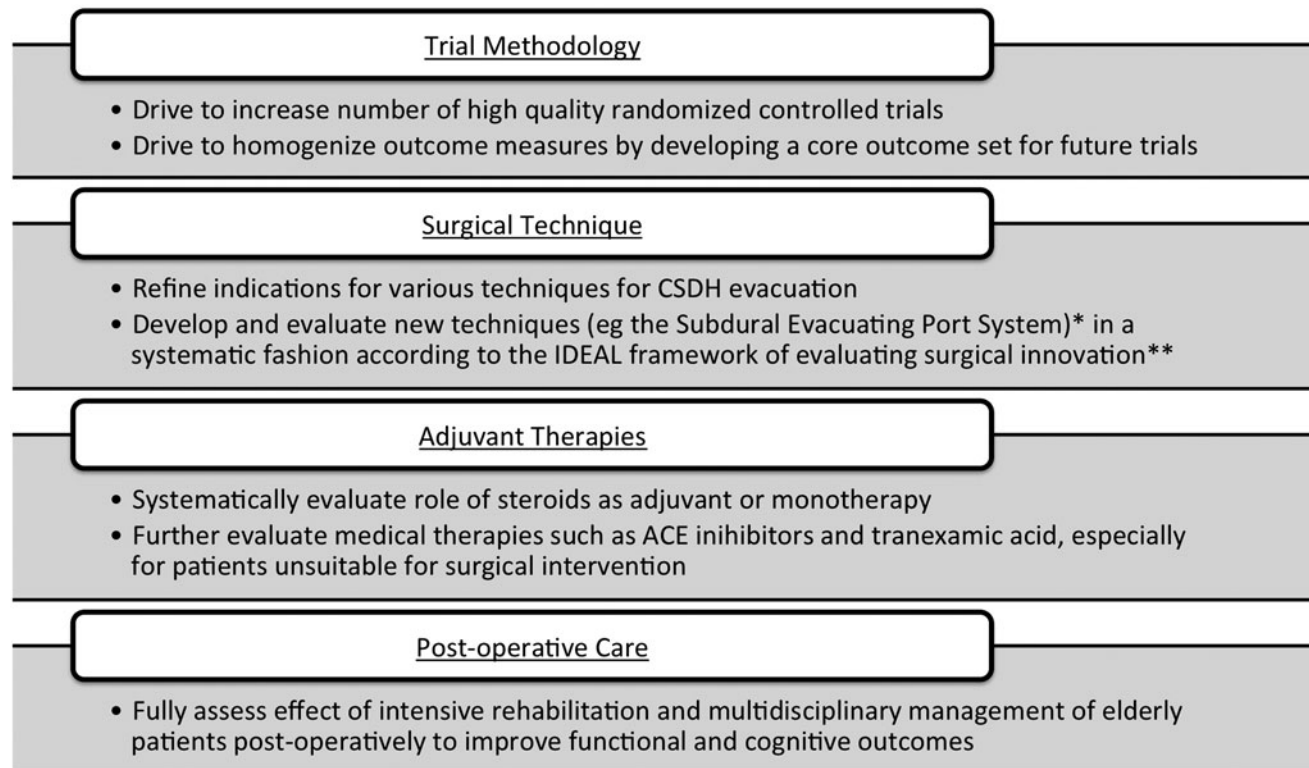 Trial Methodology
• Drive to increase number of high quality randomized controlled trials
• Drive to homogenize outcome measures by developing a core outcome set for future trials
Surgical Technique
• Refine indications for various techniques for CSDH evacuation
• Develop and evaluate new techniques (eg the Subdural Evacuating Port System)* in a
systematic fashion according to the IDEAL framework of evaluating surgical innovation**
Adjuvant Therapies
• Systematically evaluate role of steroids as adjuvant or monotherapy
• Further evaluate medical therapies such as ACE inihibitors and tranexamic acid, especially
for patients unsuitable for surgical intervention
Post-operative Care
• Fully assess effect of intensive rehabilitation and multidisciplinary management of elderly
patients post-operatively to improve functional and cognitive outcomes